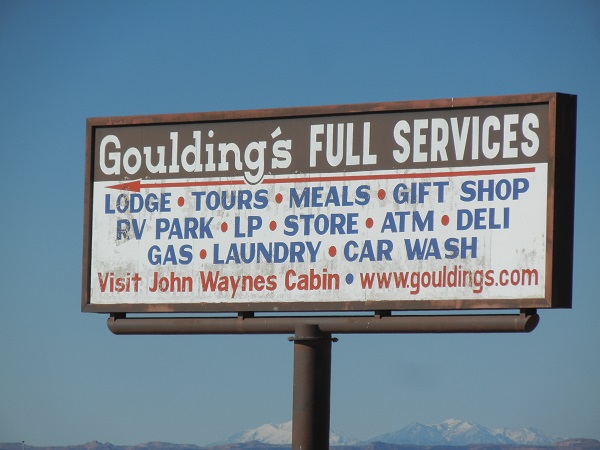 Goulding's FULL SERVICES
LODGE • TOURS • MEALS • GIFT SHOP
RV PARK • LP • STORE • ATM • DELI
GAS • LAUNDRY • CAR WASH
Visit John Waynes Cabin • www.gouldings.com